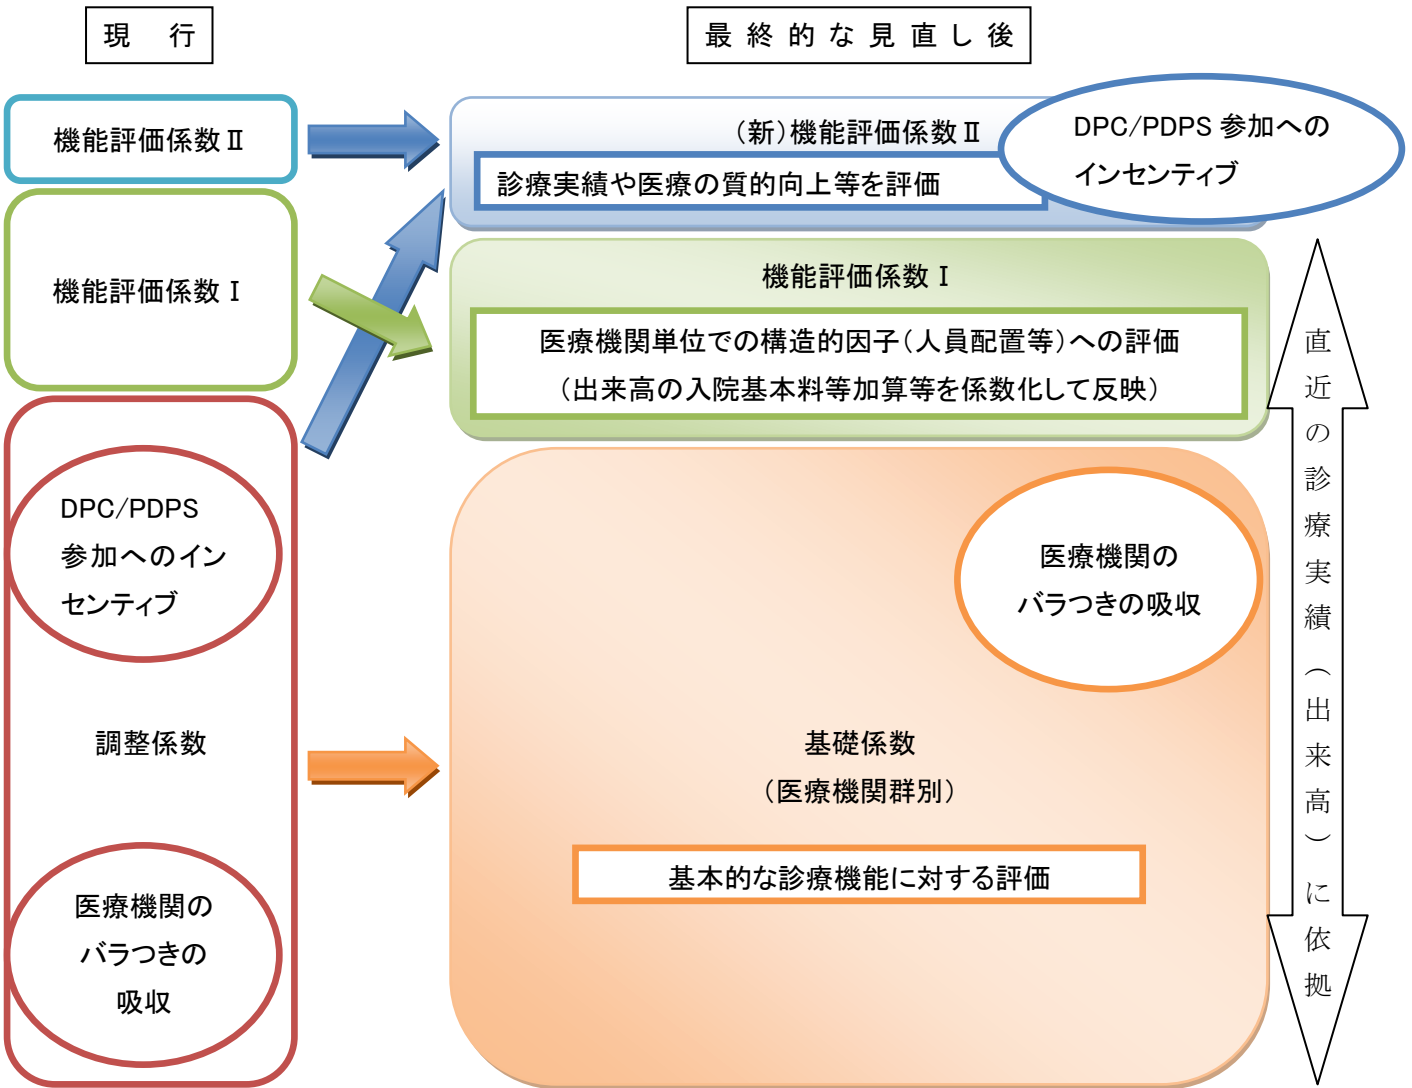 現 行
最 終 的 な 見 直 し 後
機能評価係数Ⅱ
機能評価係数Ⅰ
DPC/PDPS
参加へのイン
センティブ
調整係数
医療機関の
バラつきの
吸収
(新)機能評価係数Ⅱ
診療実績や医療の質的向上等を評価
DPC/PDPS 参加への
インセンティブ
機能評価係数Ⅰ
医療機関単位での構造的因子(人員配置等)への評価
(出来高の入院基本料等加算等を係数化して反映)
医療機関の
バラつきの吸収
基礎係数
(医療機関群別)
基本的な診療機能に対する評価
直近の診療実績(出来高)に依拠